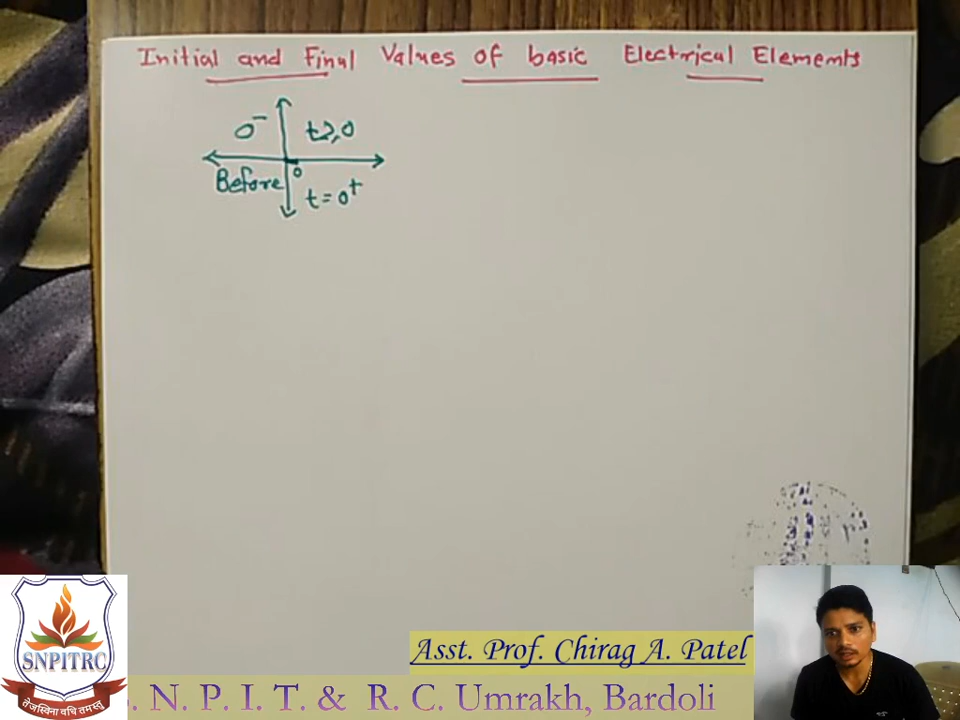 Initial and Final Values of basic Electrical Elements
0⁻ t≥0
Before 0
t=0⁺
Asst. Prof. Chirag A. Patel
SNPITRC
. N. P. I. T. & R. C. Umrakh, Bardoli